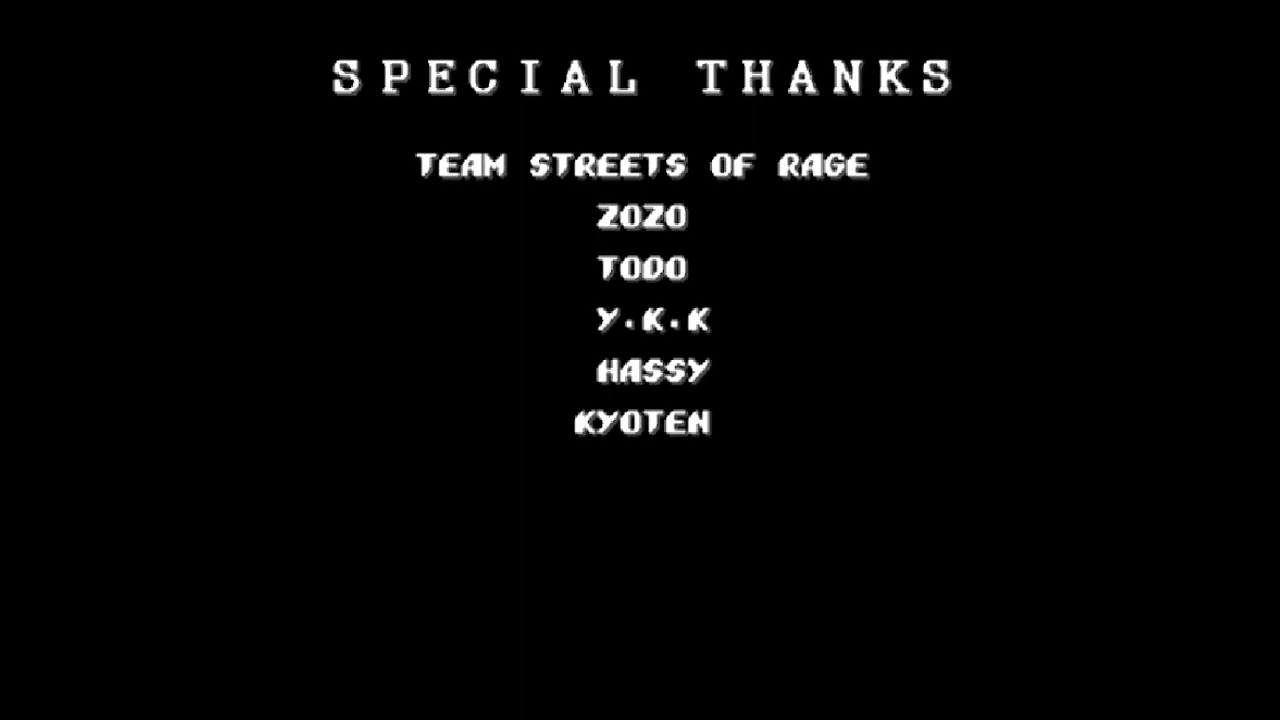 SPECIAL THANKS
TEAM STREETS OF RAGE
ZOZO
TODO
Y.K.K
HASSY
KYOTEN